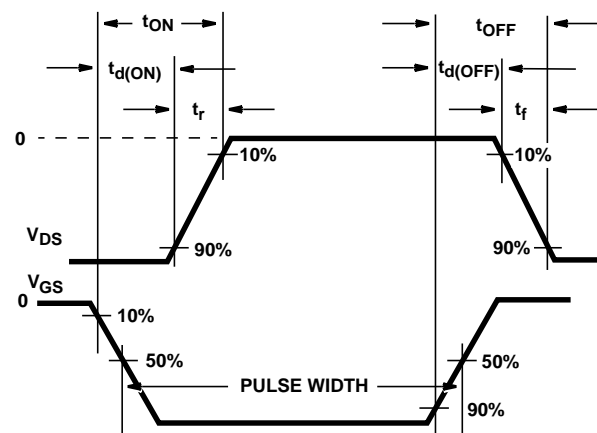 tON
tOFF
td(ON)
td(OFF)
tr
tf
0
10%
10%
VDS
90%
90%
VGS
0
10%
50%
50%
PULSE WIDTH
90%